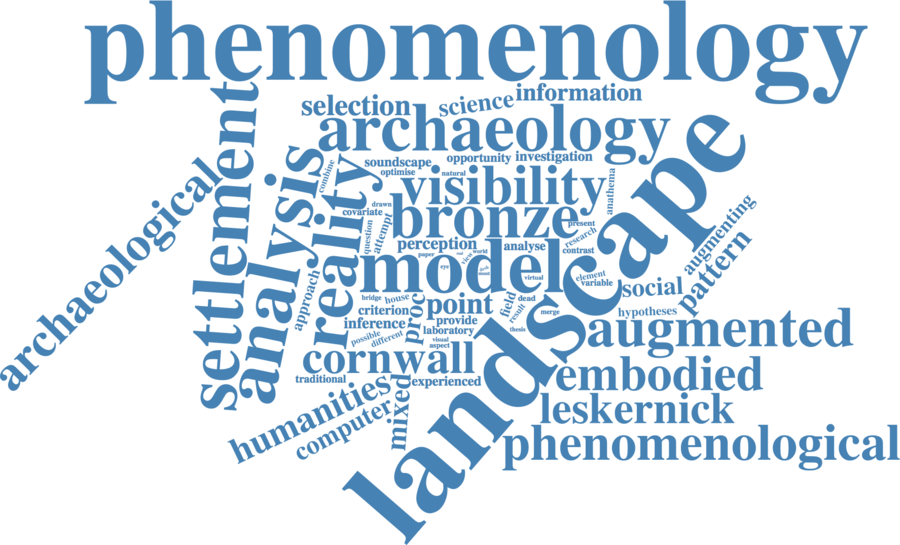 phenomenology
selection
science
information
archaeology
soundscape
opportunity
investigation
optimise
natural
visibility
bronze
archaeological
settlement
analysis
reality
combine
drawn
covariate
question
attempt
anathema
present
research
contrast
perception
analyse
paper
view
world
eye
model
virtual
element
variable
landscape
augmenting
pattern
social
hypotheses
approach
bridge
house
criterion
inference
proc
point
field
result
dead
merge
provide
laboratory
thesis
possible
different
visual
aspect
cornwall
traditional
experienced
humanities
computer
mixed
augmented
embodied
leskernick
phenomenological